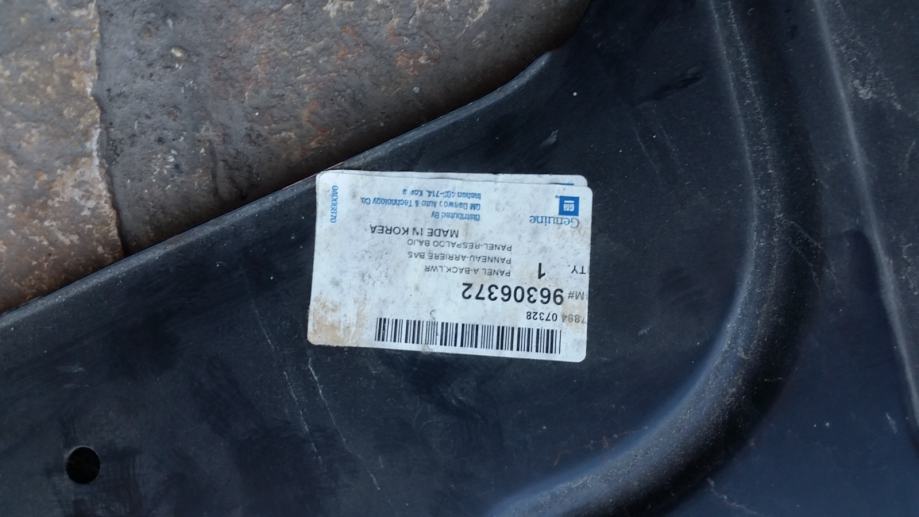 7894 07328
M# 96306372
PANEL A-BACK,LWR
PANNEAU-ARRIERE BAS
PANEL-RESPALDO BAJO
TY. 1
MADE IN KOREA
GM
Genuine
Distributed By
GM Daewoo Auto & Technology Co.